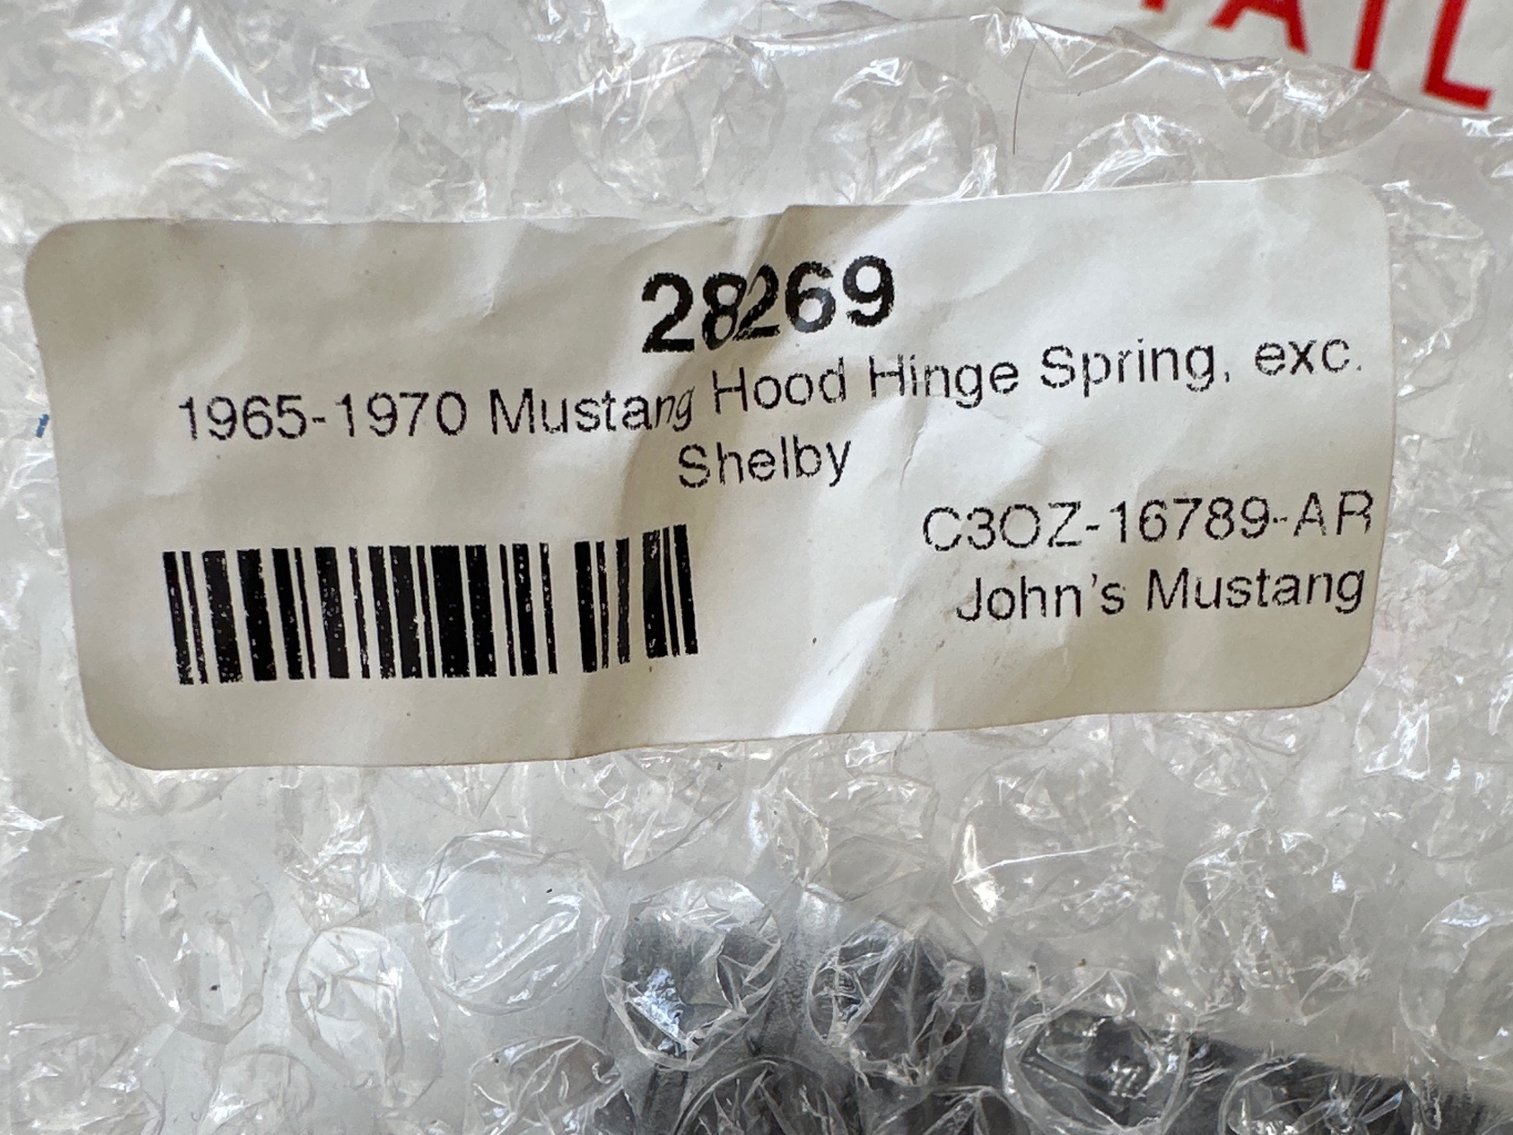 28269
1965-1970 Mustang Hood Hinge Spring, exc.
Shelby
C3OZ-16789-AR
John's Mustang